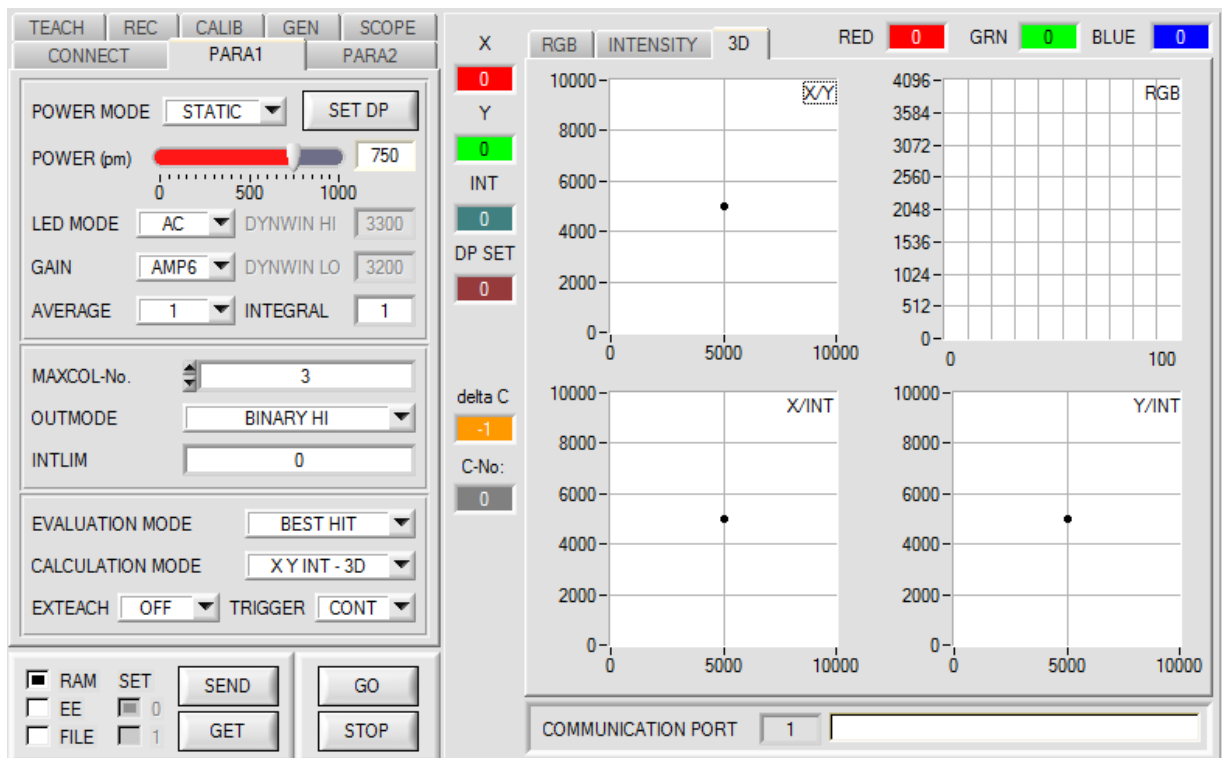 TEACH REC CALIB GEN SCOPE
CONNECT PARA1 PARA2
POWER MODE STATIC SET DP
POWER (pm) 750
0 500 1000
LED MODE AC DYNWIN HI 3300
GAIN AMP6 DYNWIN LO 3200
AVERAGE 1 INTEGRAL 1
MAXCOL-No. 3
OUTMODE BINARY HI
INTLIM 0
EVALUATION MODE BEST HIT
CALCULATION MODE X Y INT - 3D
EXTEACH OFF TRIGGER CONT
RAM SET SEND GO
EE 0
FILE 1 GET STOP
X
0
Y
0
INT
0
DP SET
0
delta C
-1
C-No:
0
RGB INTENSITY 3D RED 0 GRN 0 BLUE 0
X/Y
10000
8000
6000
4000
2000
0
0 5000 10000
RGB
4096
3584
3072
2560
2048
1536
1024
512
0
0 100
X/INT
10000
8000
6000
4000
2000
0
0 5000 10000
Y/INT
10000
8000
6000
4000
2000
0
0 5000 10000
COMMUNICATION PORT 1